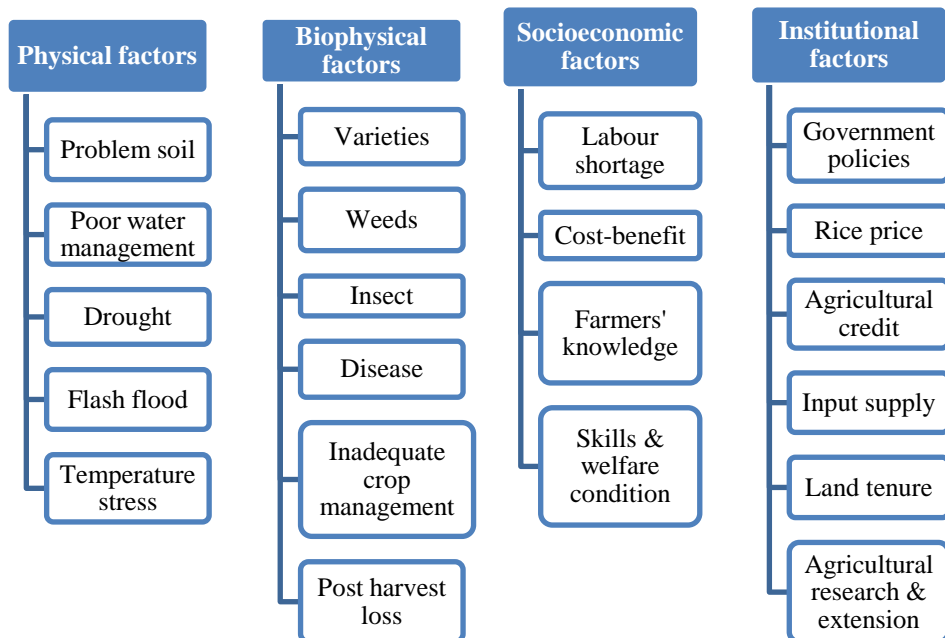 Physical factors
Problem soil
Poor water
management
Drought
Flash flood
Temperature
stress
Biophysical
factors
Varieties
Weeds
Insect
Disease
Inadequate
crop
management
Post harvest
loss
Socioeconomic
factors
Labour
shortage
Cost-benefit
Farmers'
knowledge
Skills &
welfare
condition
Institutional
factors
Government
policies
Rice price
Agricultural
credit
Input supply
Land tenure
Agricultural
research &
extension